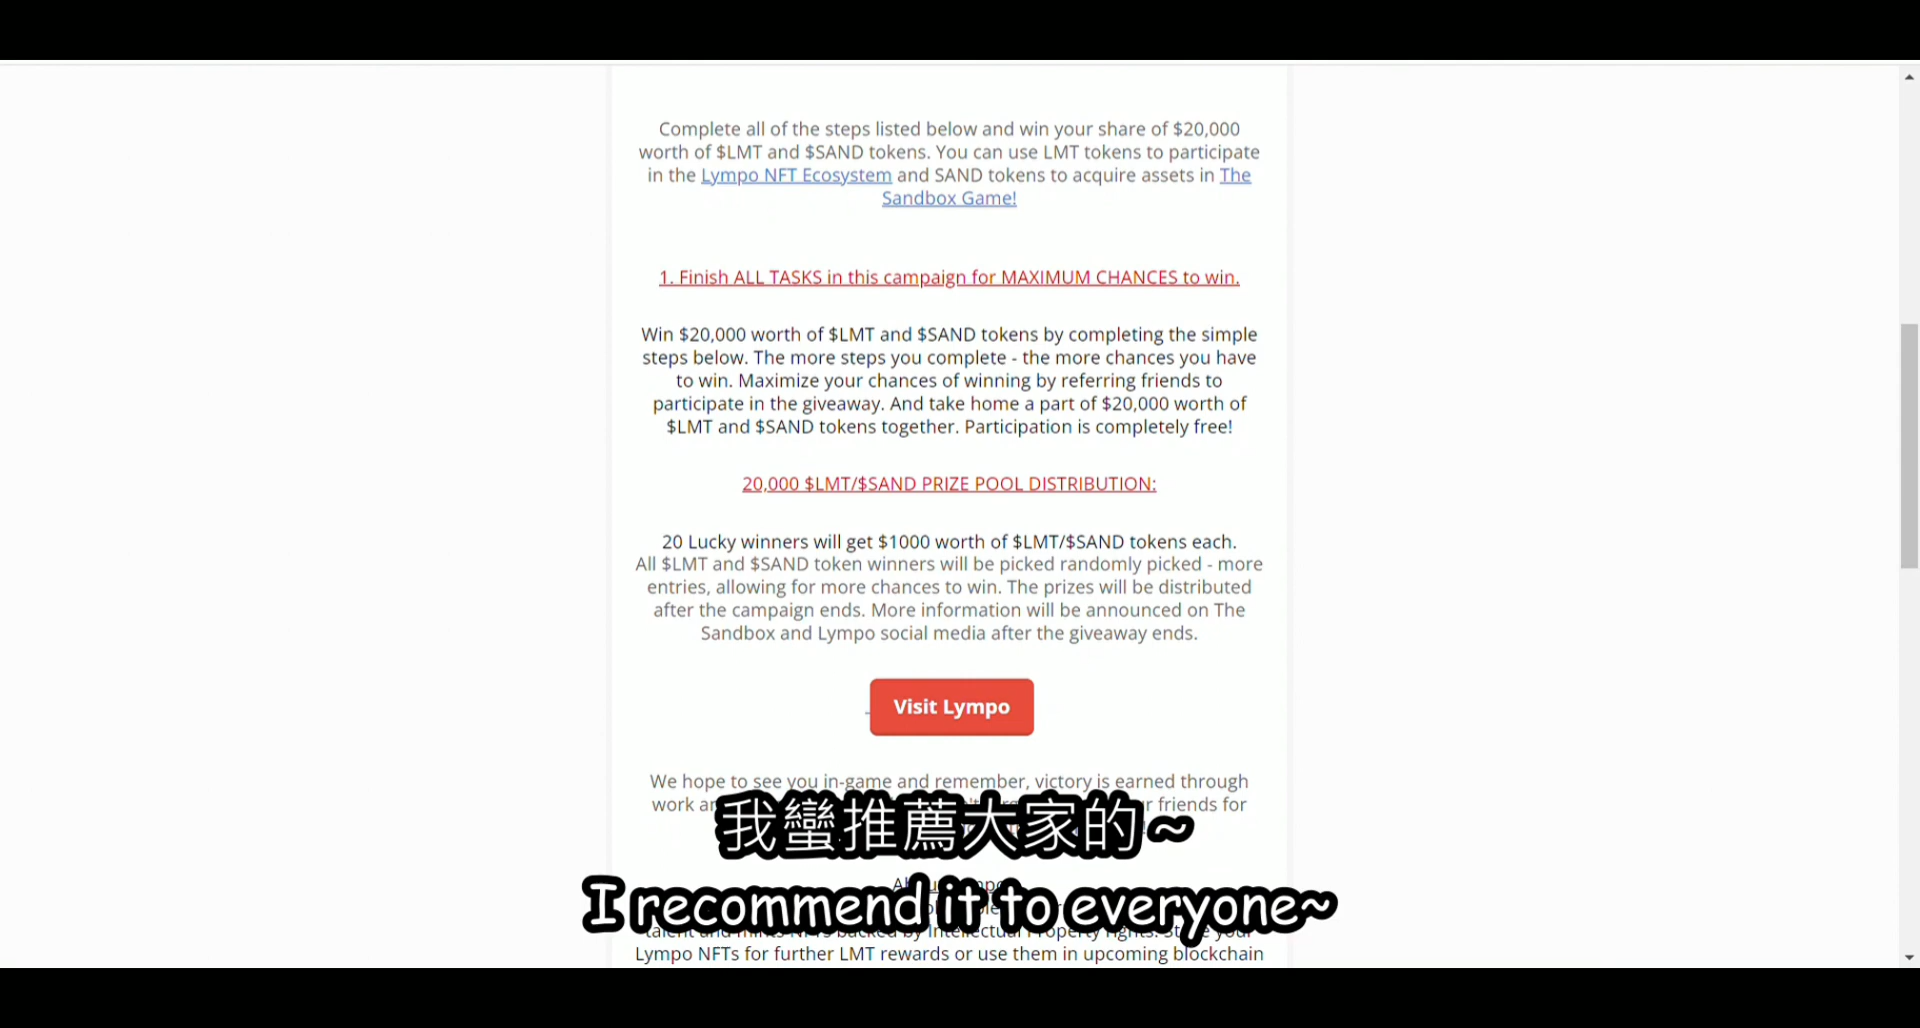 Complete all of the steps listed below and win your share of $20,000
worth of $LMT and $SAND tokens. You can use LMT tokens to participate
in the Lympo NFT Ecosystem and SAND tokens to acquire assets in The
Sandbox Game!
1. Finish ALL TASKS in this campaign for MAXIMUM CHANCES to win.
Win $20,000 worth of $LMT and $SAND tokens by completing the simple
steps below. The more steps you complete - the more chances you have
to win. Maximize your chances of winning by referring friends to
participate in the giveaway. And take home a part of $20,000 worth of
$LMT and $SAND tokens together. Participation is completely free!
20,000 $LMT/$SAND PRIZE POOL DISTRIBUTION:
20 Lucky winners will get $1000 worth of $LMT/$SAND tokens each.
All $LMT and $SAND token winners will be picked randomly picked - more
entries, allowing for more chances to win. The prizes will be distributed
after the campaign ends. More information will be announced on The
Sandbox and Lympo social media after the giveaway ends.
Visit Lympo
We hope to see you in-game and remember, victory is earned through
work friends for
我蠻推薦大家的~
I recommend it to everyone~
Lympo NFTs for further LMT rewards or use them in upcoming blockchain